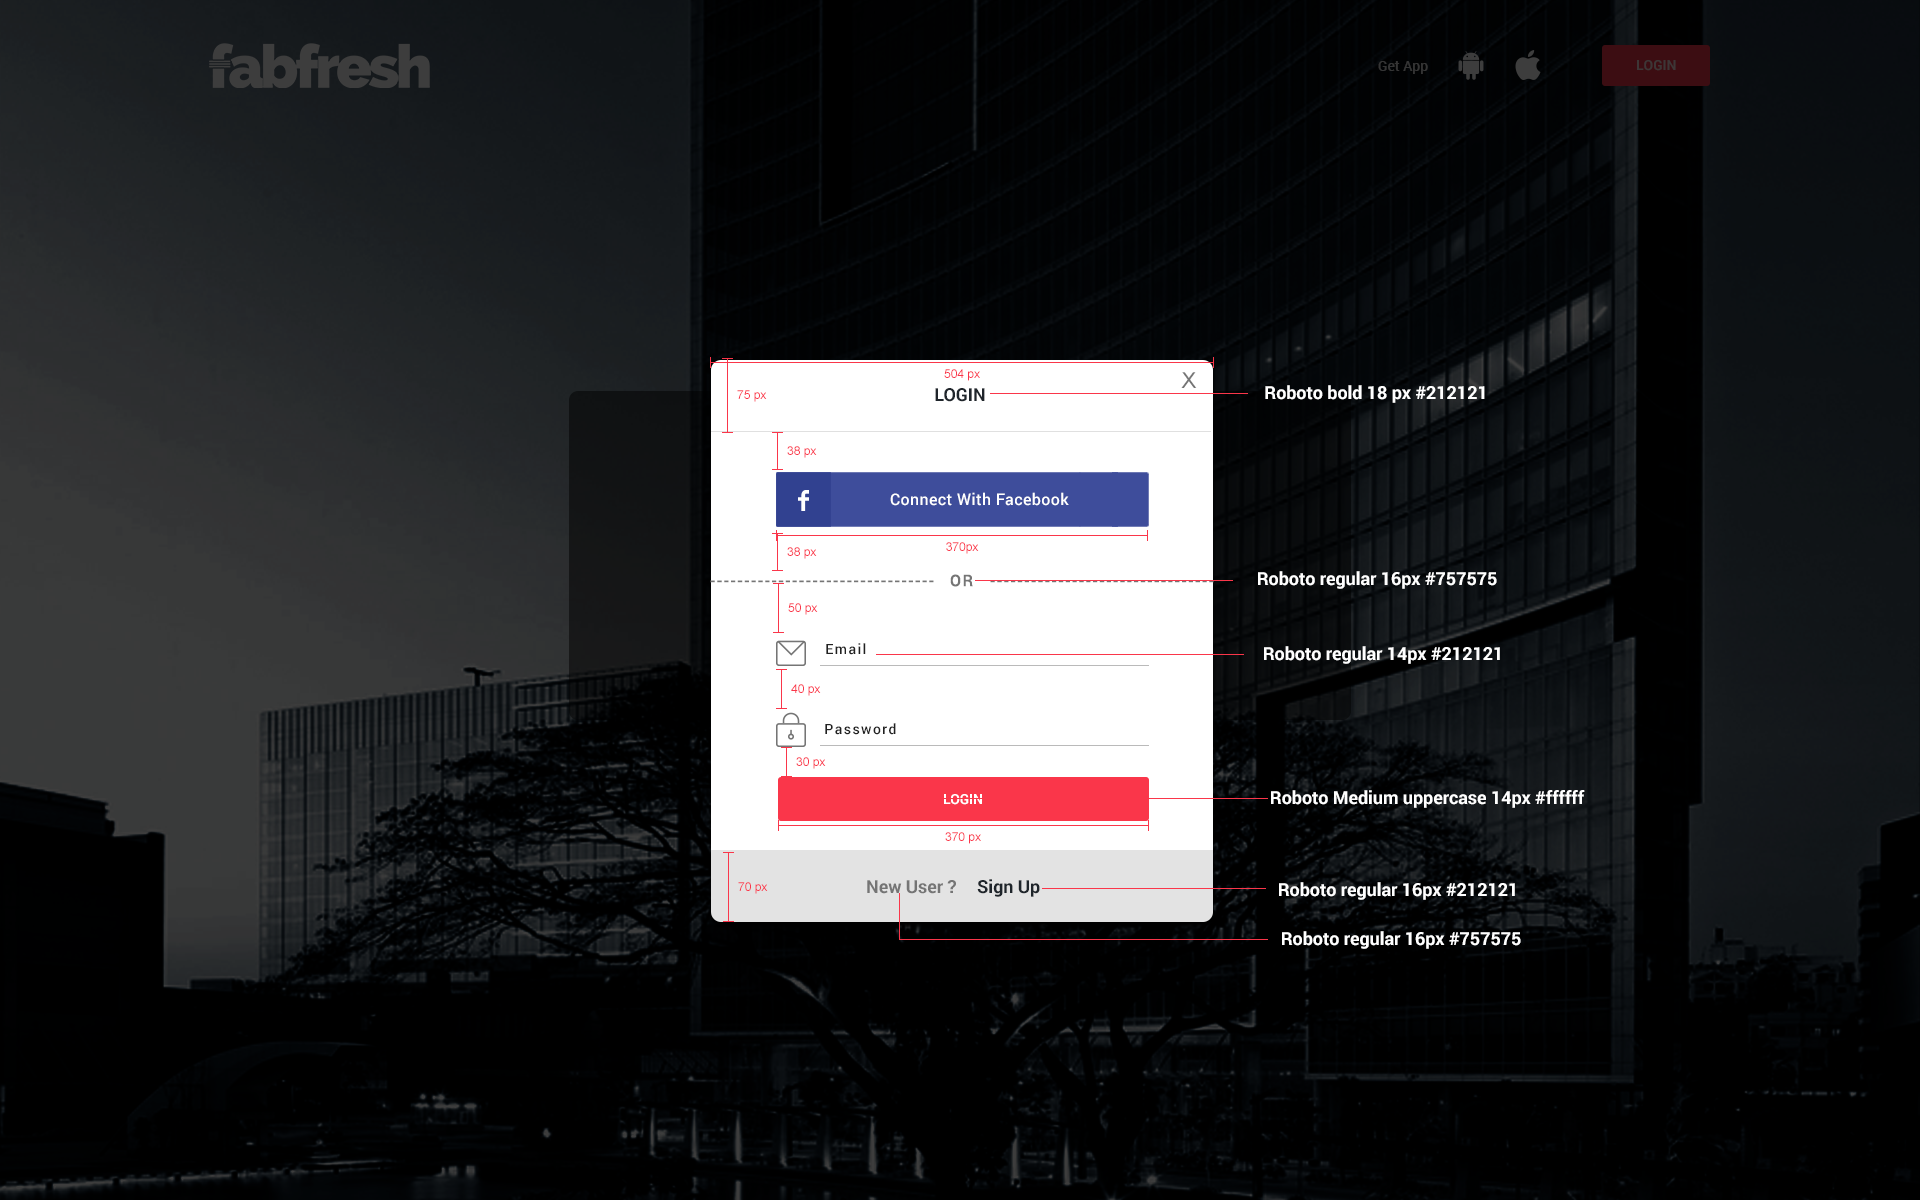 fabfresh
Get App
LOGIN
504 px
X
75 px
LOGIN
Roboto bold 18 px #212121
38 px
f
Connect With Facebook
370px
38 px
OR
Roboto regular 16px #757575
50 px
Email
Roboto regular 14px #212121
40 px
Password
30 px
LOGIN
Roboto Medium uppercase 14px #ffffff
370 px
70 px
New User ?
Sign Up
Roboto regular 16px #212121
Roboto regular 16px #757575